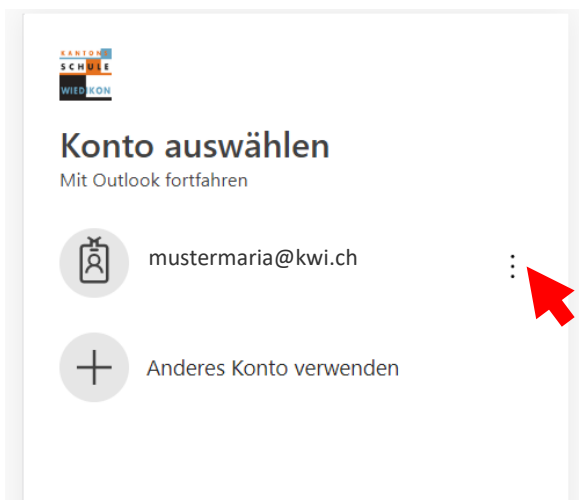 KANTONS
SCHULE
WIEDIKON
Konto auswählen
Mit Outlook fortfahren
mustermaria@kwi.ch
Anderes Konto verwenden